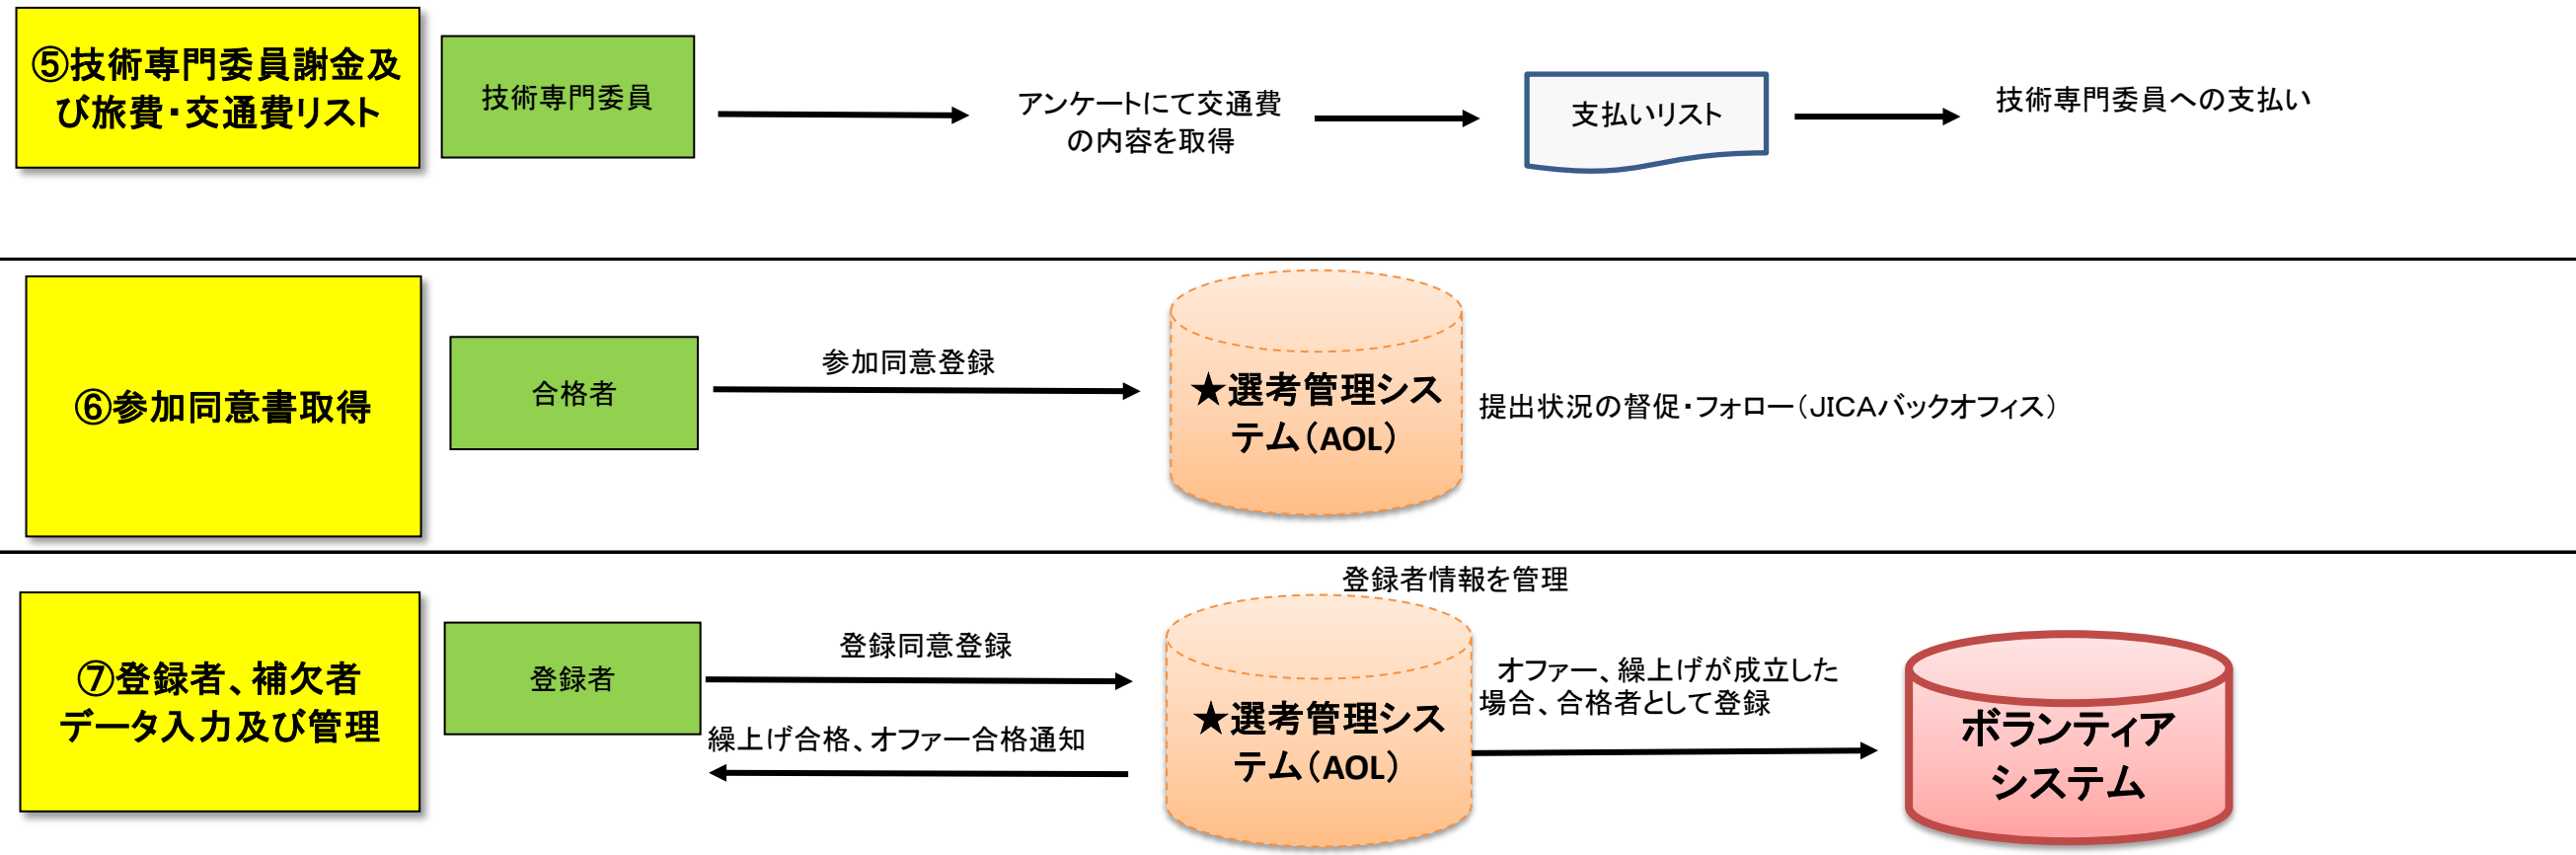 ⑤技術専門委員謝金及
び旅費・交通費リスト
技術専門委員
アンケートにて交通費
の内容を取得
支払いリスト
技術専門委員への支払い
⑥参加同意書取得
合格者
参加同意登録
★選考管理シス
テム（AOL）
提出状況の督促・フォロー（JICAバックオフィス）
⑦登録者、補欠者
データ入力及び管理
登録者
登録同意登録
繰上げ合格、オファー合格通知
登録者情報を管理
★選考管理シス
テム（AOL）
オファー、繰上げが成立した
場合、合格者として登録
ボランティア
システム